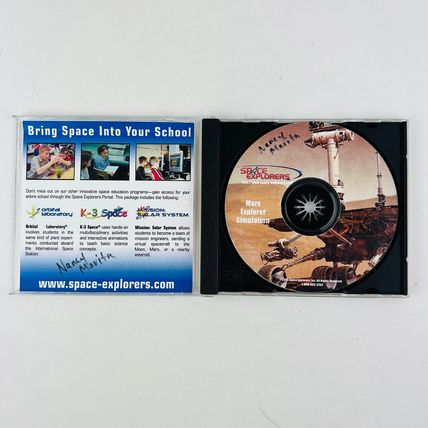 Bring Space Into Your School
Don't miss out on our other innovative space education programs—gain access for your
entire school through the Space Explorers Portal. This package includes the following:
orbital
laboratory
K-3 Space
MISSION:
SOLAR SYSTEM
Orbital Laboratory®
involves students in the
same kind of plant experi-
ments conducted aboard
the International Space
Station.
K-3 Space® uses hands-on
multidisciplinary activities
and interactive animations
to teach basic science
concepts.
Mission: Solar System allows
students to become a team of
mission engineers, sending a
virtual spacecraft to the
Moon, Mars, or a nearby
asteroid.
Nancy
Morita
www.space-explorers.com
Nancy
Morita
SPACE
EXPLORERS
Mars
Explorer
Simulation